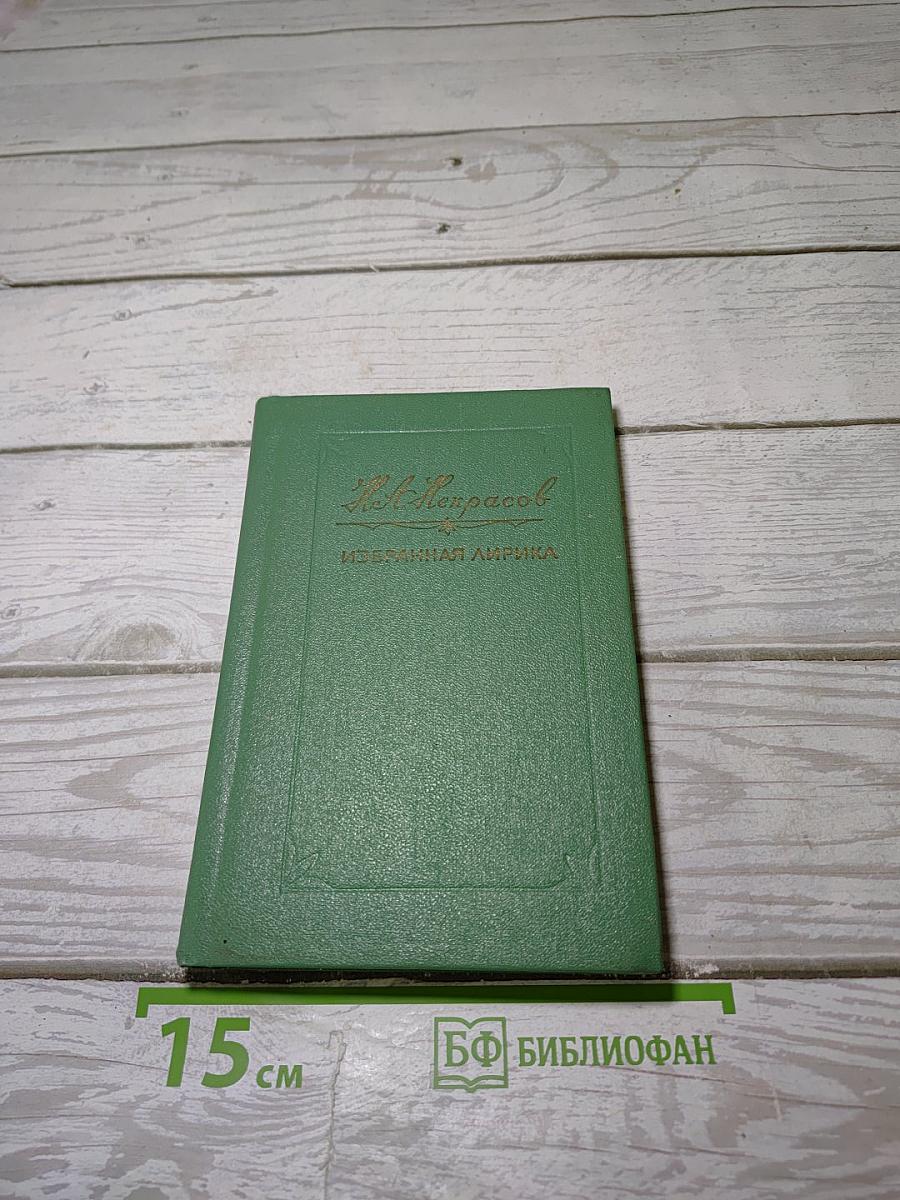 Н.А. Некрасов
ИЗБРАННАЯ ЛИРИКА
15 см
БФ БИБЛИОФАН